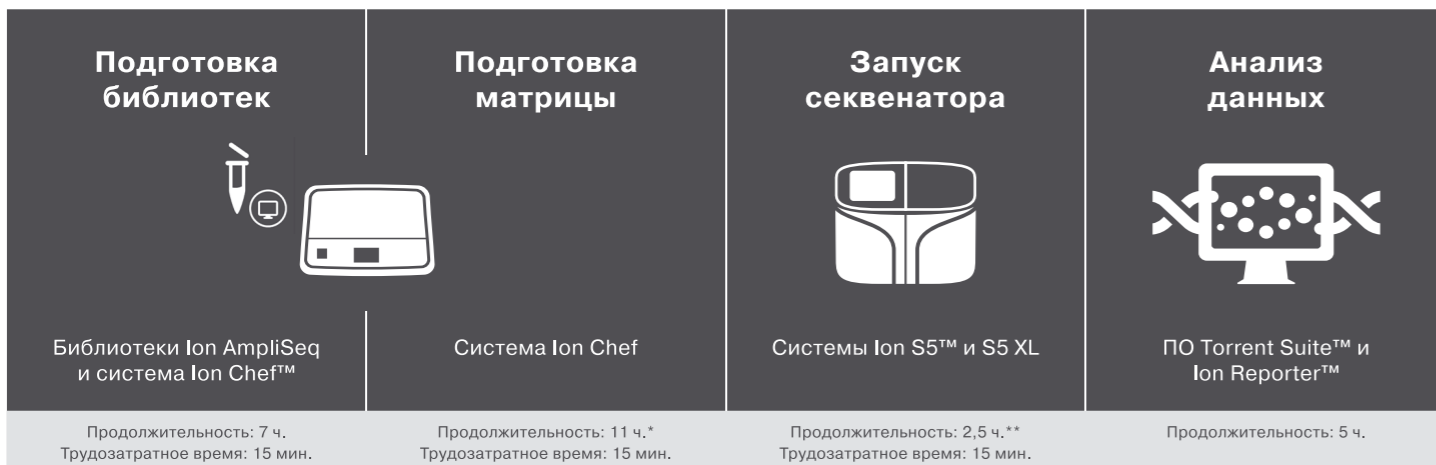 Подготовка
библиотек
Библиотеки Ion AmpliSeq
и система Ion Chef™
Продолжительность: 7 ч.
Трудозатратное время: 15 мин.
Подготовка
матрицы
Система Ion Chef
Продолжительность: 11 ч.*
Трудозатратное время: 15 мин.
Запуск
секвенатора
Системы Ion S5™ и S5 XL
Продолжительность: 2,5 ч.**
Трудозатратное время: 15 мин.
Анализ
данных
ПО Torrent Suite™ и
Ion Reporter™
Продолжительность: 5 ч.